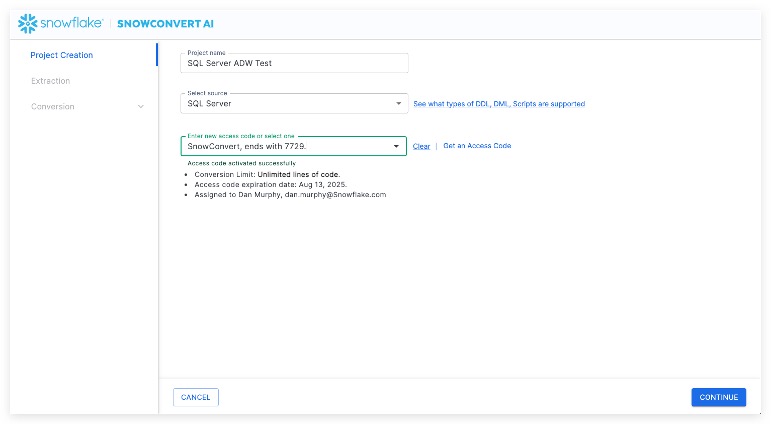 snowflake® | SNOWCONVERT AI
Project Creation
Extraction
Conversion
Project name
SQL Server ADW Test
Select source
SQL Server
See what types of DDL, DML, Scripts are supported
Enter new access code or select one
SnowConvert, ends with 7729.
Clear | Get an Access Code
Access code activated successfully
• Conversion Limit: Unlimited lines of code.
• Access code expiration date: Aug 13, 2025.
• Assigned to Dan Murphy, dan.murphy@Snowflake.com
CANCEL
CONTINUE